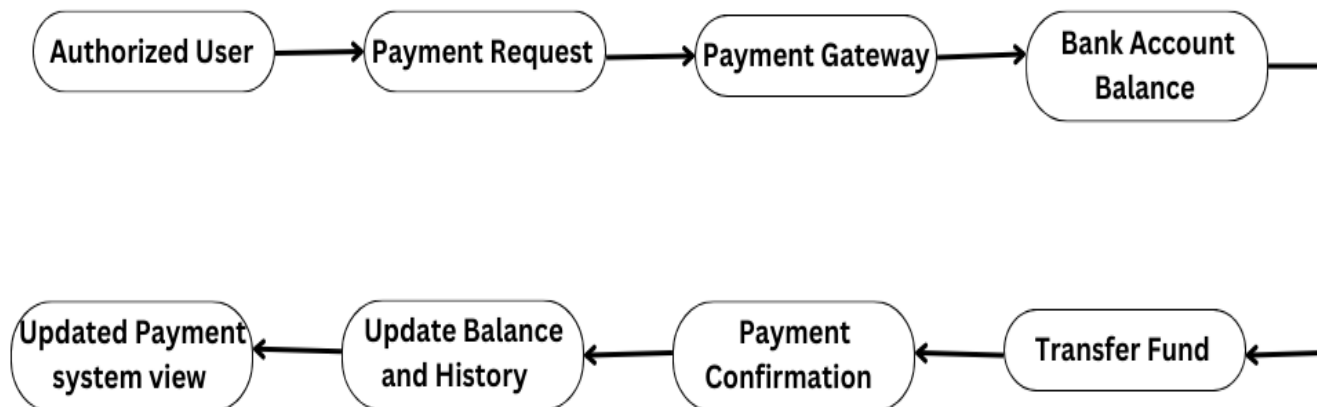 Authorized User
Payment Request
Payment Gateway
Bank Account
Balance
Updated Payment
system view
Update Balance
and History
Payment
Confirmation
Transfer Fund